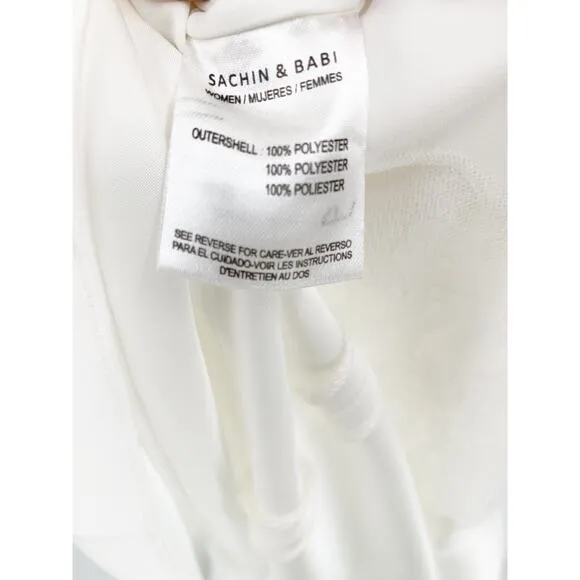 SACHIN & BABI
WOMEN / MUJERES / FEMMES
OUTERSHELL : 100% POLYESTER
100% POLYESTER
100% POLIESTER
SEE REVERSE FOR CARE-VER AL REVERSO
PARA EL CUIDADO-VOIR LES INSTRUCTIONS
D'ENTRETIEN AU DOS